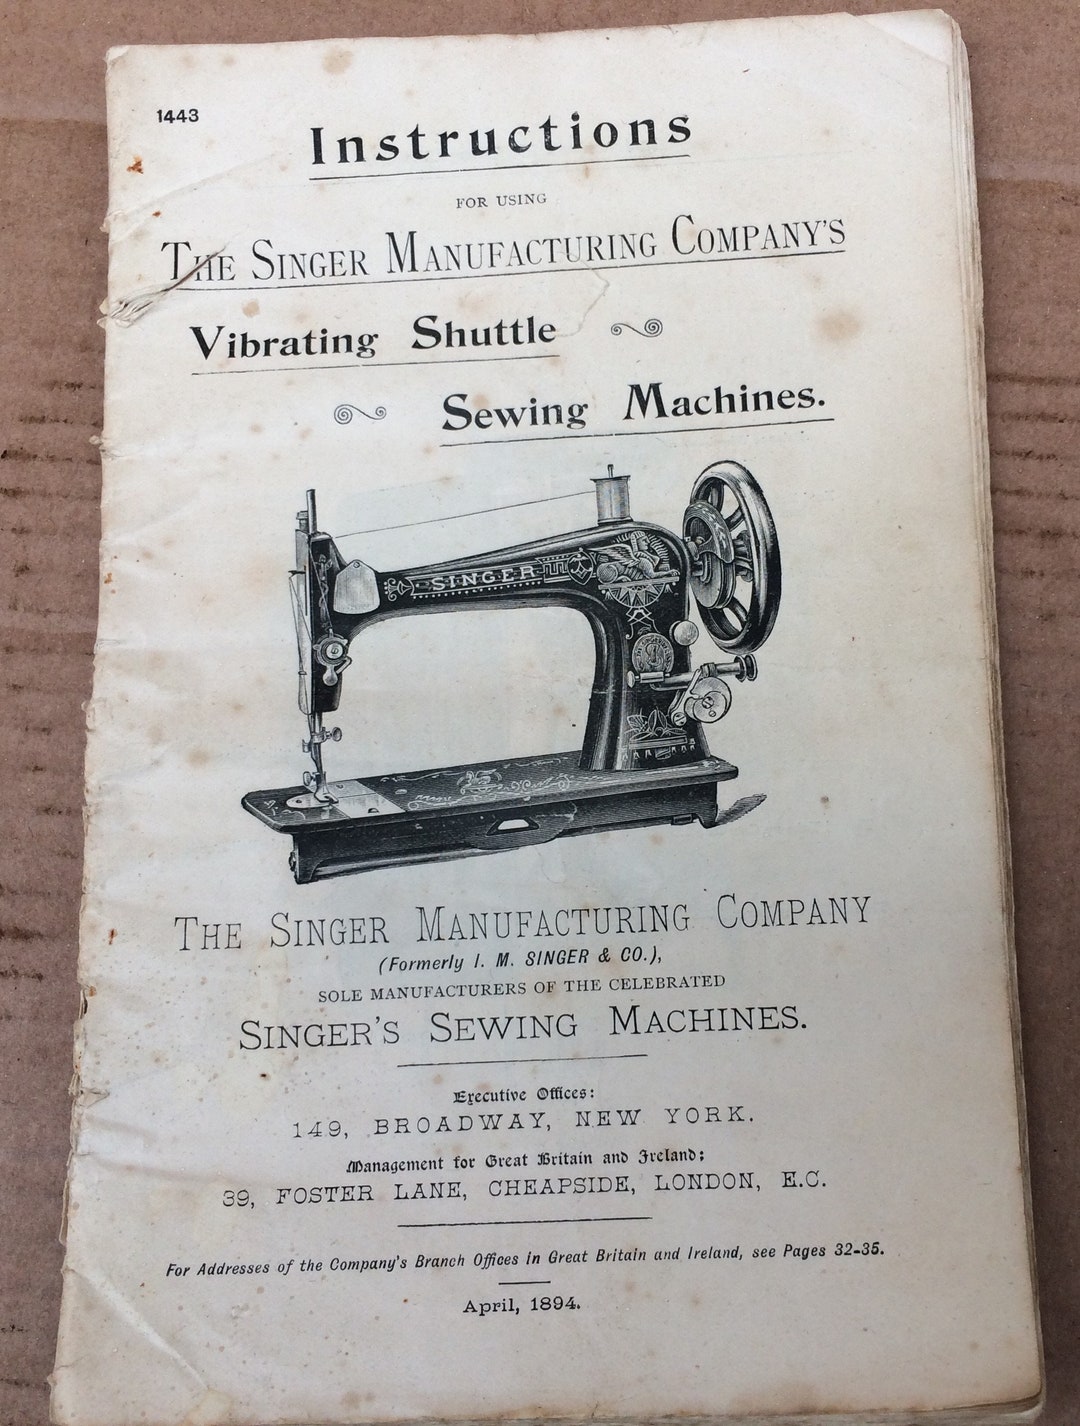 1443
Instructions
FOR USING
THE SINGER MANUFACTURING COMPANY'S
Vibrating Shuttle
Sewing Machines.
SINGER
THE SINGER MANUFACTURING COMPANY
(Formerly I. M. SINGER & CO.),
SOLE MANUFACTURERS OF THE CELEBRATED
SINGER'S SEWING MACHINES.
Executive Offices:
149, BROADWAY, NEW YORK.
Management for Great Britain and Ireland:
39, FOSTER LANE, CHEAPSIDE, LONDON, E.C.
For Addresses of the Company's Branch Offices in Great Britain and Ireland, see Pages 32-35.
April, 1894.